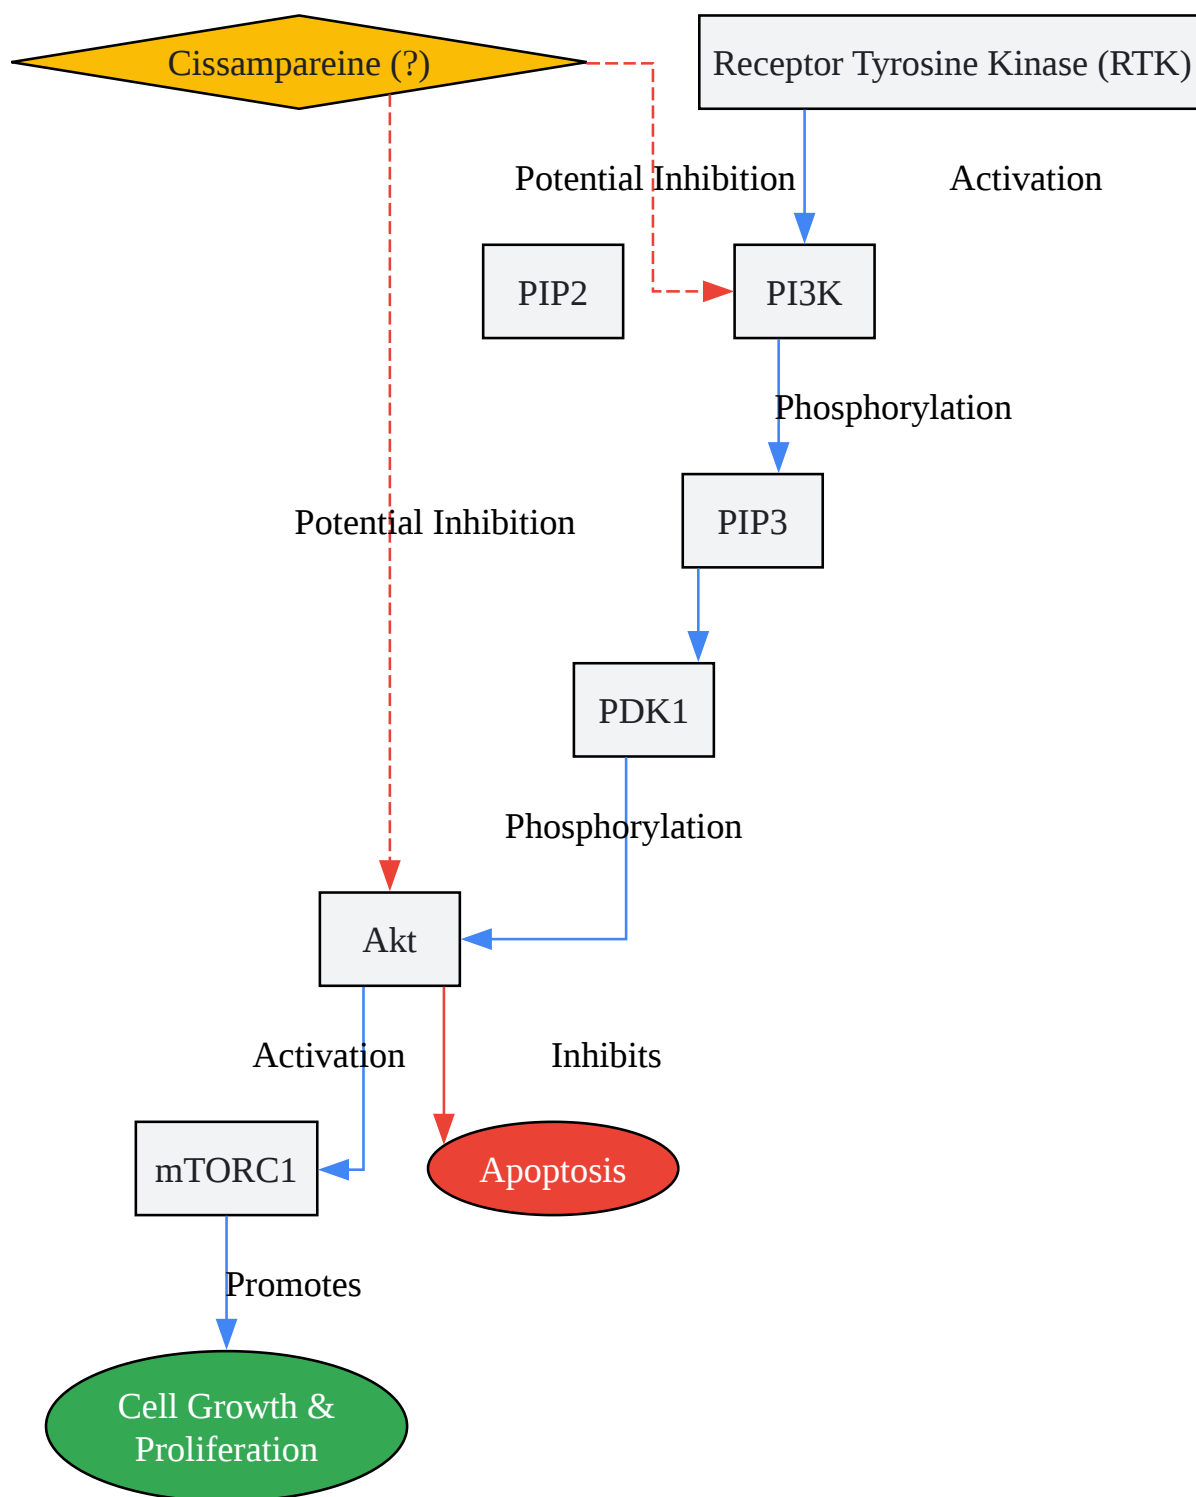 Cissampareine (?)
Receptor Tyrosine Kinase (RTK)
Potential Inhibition
Activation
PIP2
PI3K
Phosphorylation
Potential Inhibition
PIP3
PDK1
Phosphorylation
Akt
Activation
Inhibits
mTORC1
Apoptosis
Promotes
Cell Growth &
Proliferation